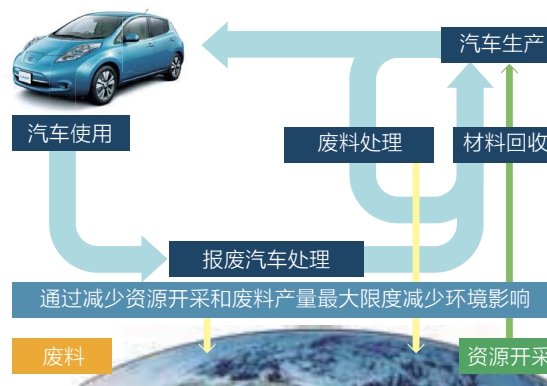 汽车生产
汽车使用
废料处理
材料回收
报废汽车处理
通过减少资源开采和废料产量最大限度减少环境影响
废料
资源开采